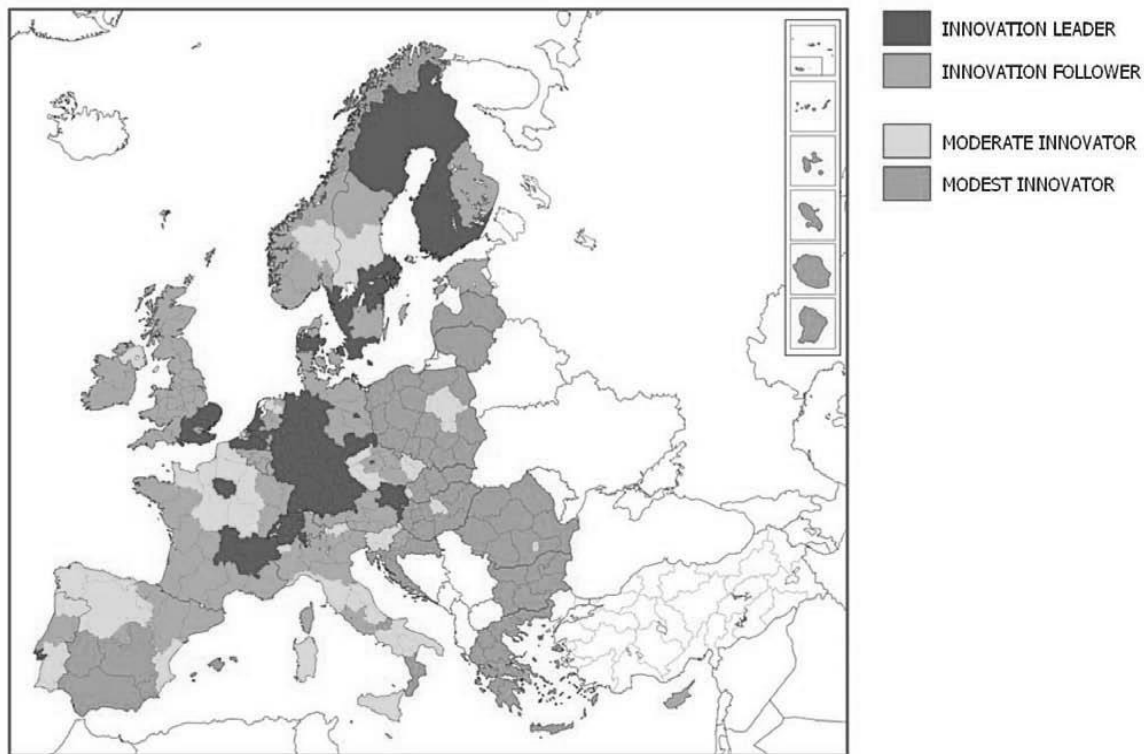 INNOVATION LEADER
INNOVATION FOLLOWER
MODERATE INNOVATOR
MODEST INNOVATOR